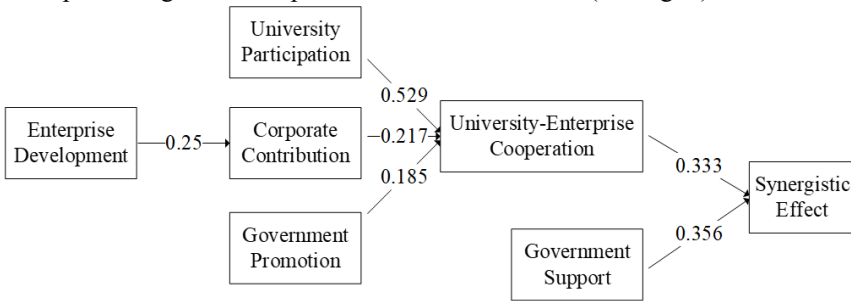 University
Participation
0.529
Enterprise
Development
0.25
Corporate
Contribution
0.217
University-Enterprise
Cooperation
0.185
0.333
Synergistic
Effect
Government
Promotion
0.356
Government
Support